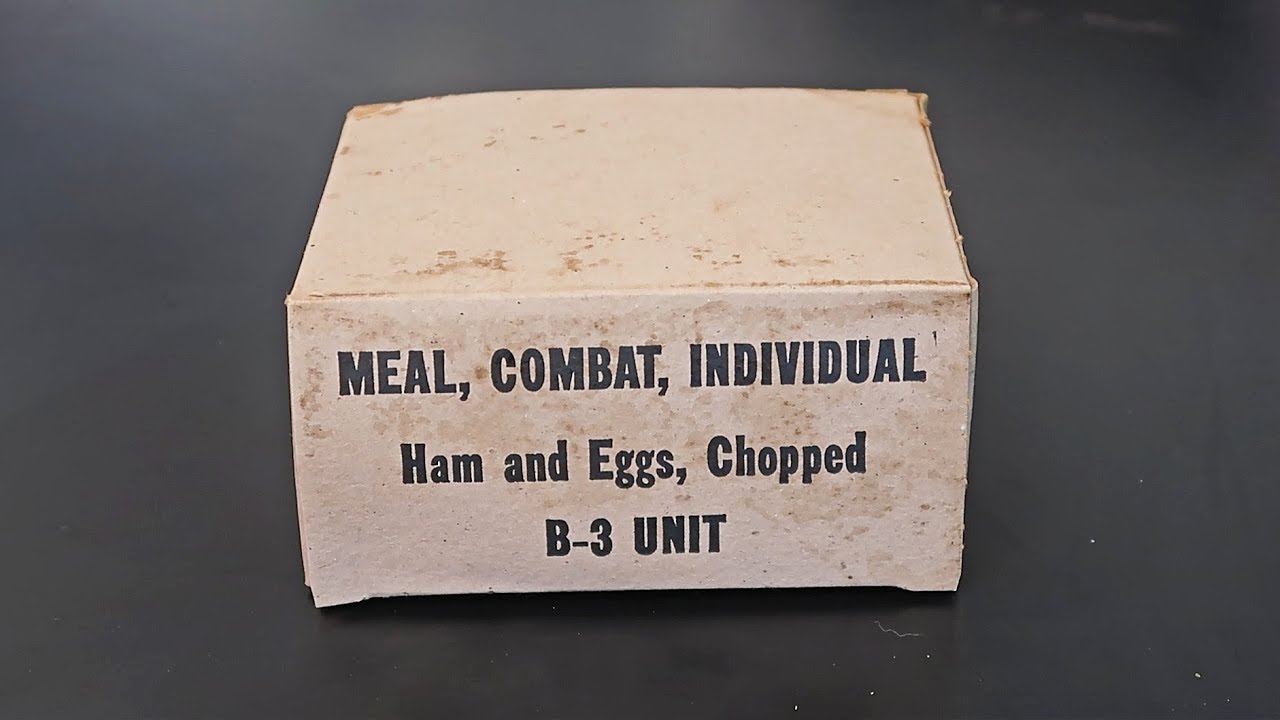 MEAL, COMBAT, INDIVIDUAL
Ham and Eggs, Chopped
B-3 UNIT